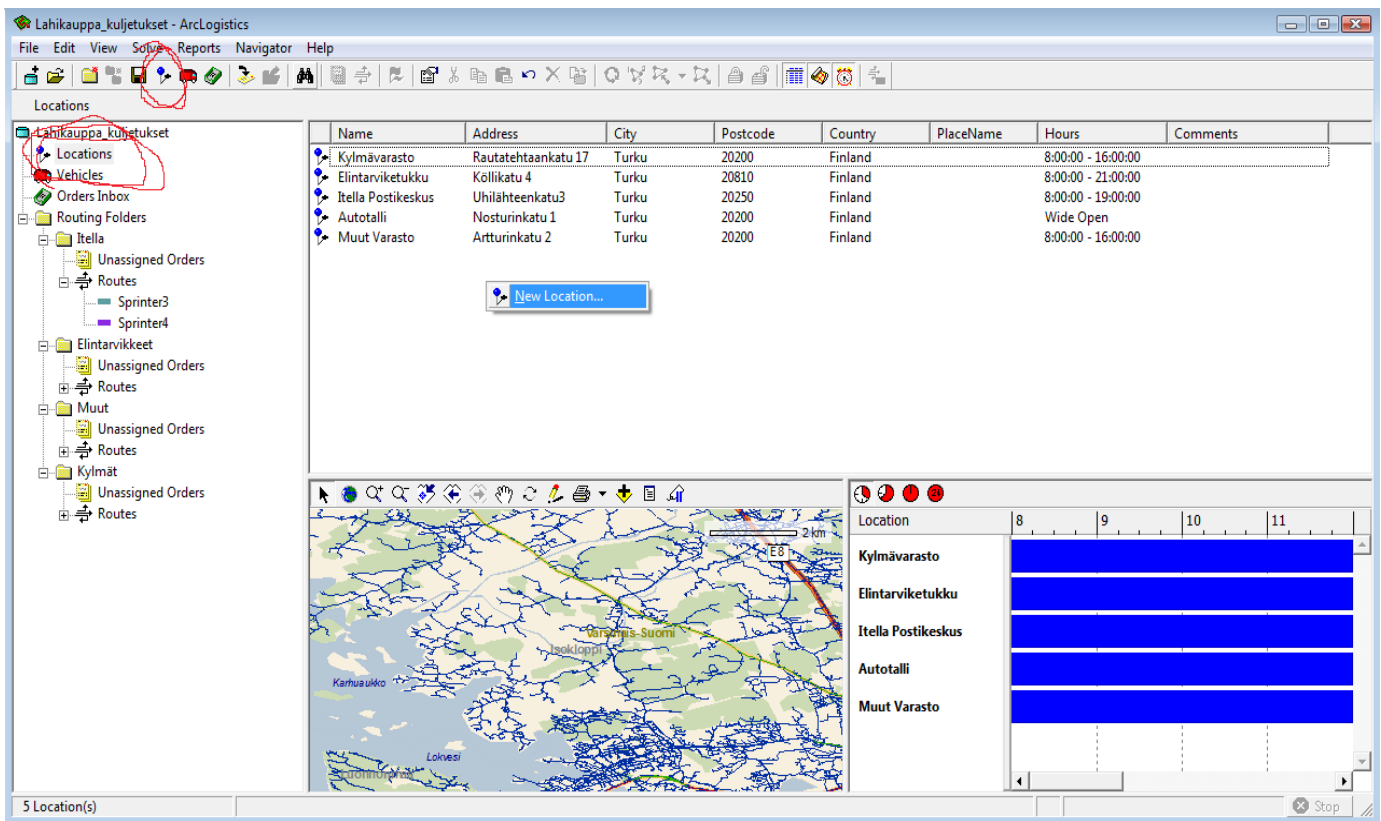 Lahikauppa_kuljetukset - ArcLogistics
File Edit View Solve Reports Navigator Help
Locations
Lahikauppa_kuljetukset
Locations
Vehicles
Orders Inbox
Routing Folders
Itella
Unassigned Orders
Routes
Sprinter3
Sprinter4
Elintarvikkeet
Unassigned Orders
Routes
Muut
Unassigned Orders
Routes
Kylmät
Unassigned Orders
Routes
Name Address City Postcode Country PlaceName Hours Comments
Kylmävarasto Rautatehtaankatu 17 Turku 20200 Finland 8:00:00 - 16:00:00
Elintarviketukku Köllikatu 4 Turku 20810 Finland 8:00:00 - 21:00:00
Itella Postikeskus Uhilähteenkatu3 Turku 20250 Finland 8:00:00 - 19:00:00
Autotalli Nosturinkatu 1 Turku 20200 Finland Wide Open
Muut Varasto Artturinkatu 2 Turku 20200 Finland 8:00:00 - 16:00:00
New Location...
2 km
E8
Varsinais-Suomi
Isokloppi
Karhuaukko
Lokvesi
24
Location 8 9 10 11
Kylmävarasto
Elintarviketukku
Itella Postikeskus
Autotalli
Muut Varasto
5 Location(s)
Stop